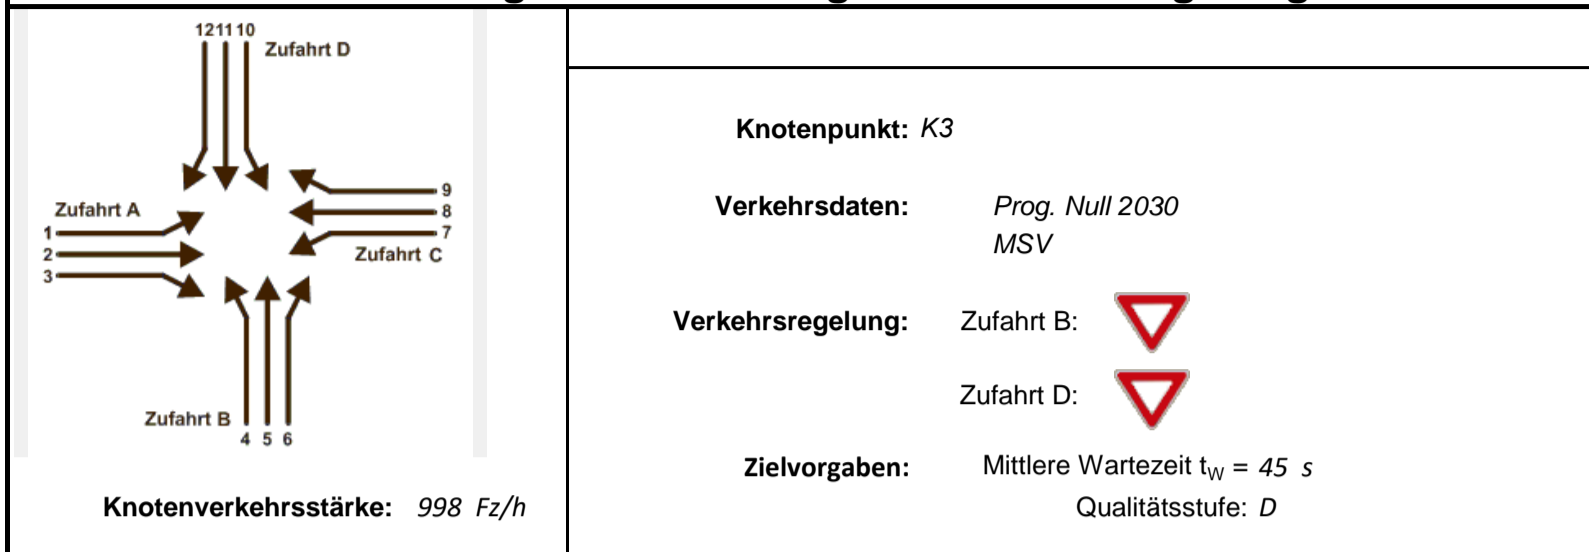 12 11 10
Zufahrt D
9
8
7
Zufahrt A
1
2
3
Zufahrt C
Zufahrt B
4 5 6
Knotenverkehrsstärke: 998 Fz/h
Knotenpunkt: K3
Verkehrsdaten: Prog. Null 2030
MSV
Verkehrsregelung: Zufahrt B:
Zufahrt D:
Zielvorgaben: Mittlere Wartezeit tW = 45 s
Qualitätsstufe: D